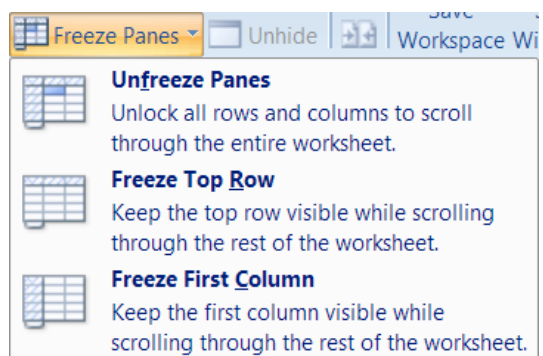 Save
Freeze Panes Unhide Workspace Wi
Unfreeze Panes
Unlock all rows and columns to scroll
through the entire worksheet.
Freeze Top Row
Keep the top row visible while scrolling
through the rest of the worksheet.
Freeze First Column
Keep the first column visible while
scrolling through the rest of the worksheet.